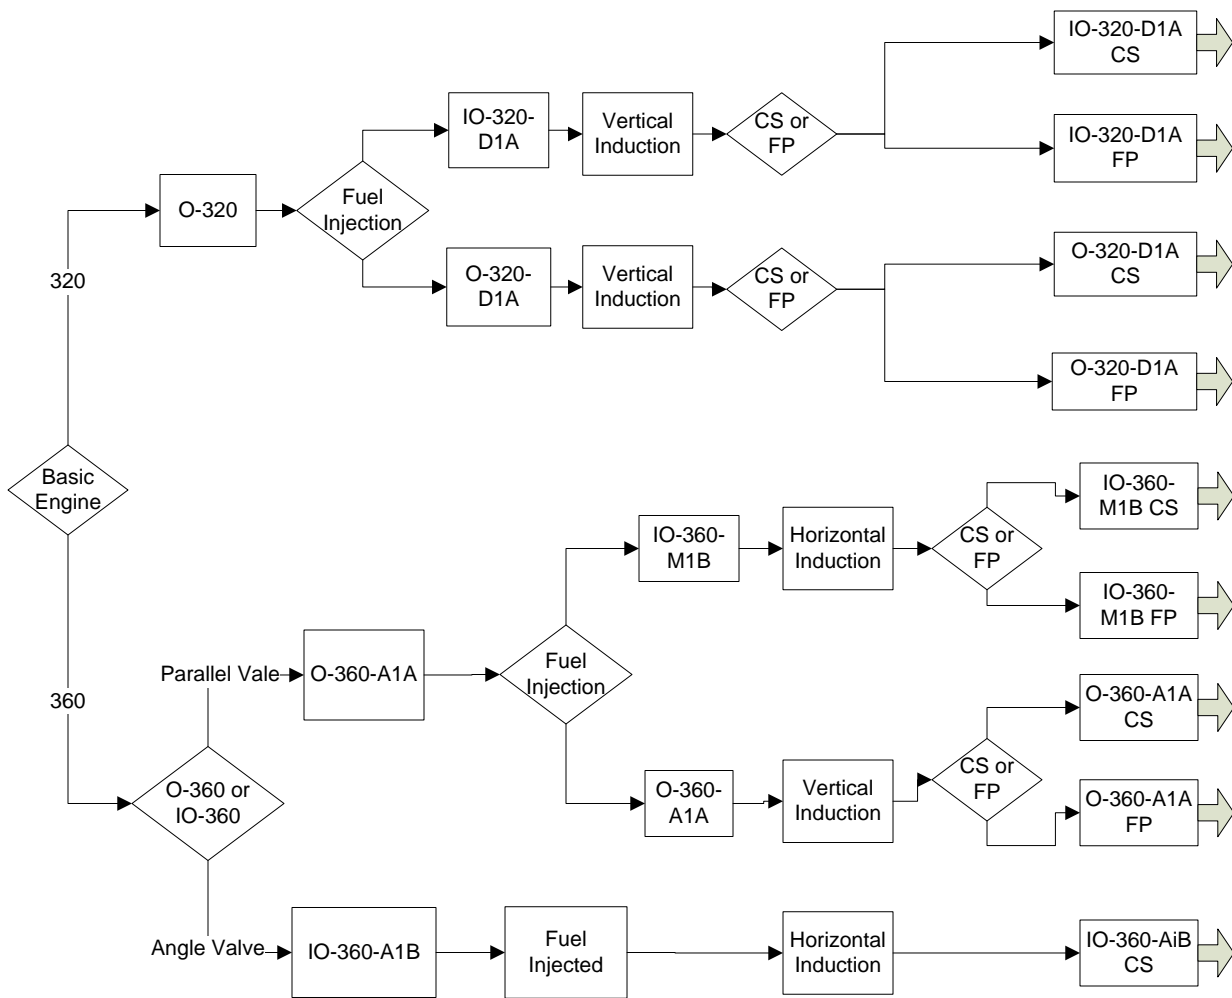 IO-320-D1A
CS
IO-320-
D1A
Vertical
Induction
CS or
FP
IO-320-D1A
FP
O-320
Fuel
Injection
320
O-320-
D1A
Vertical
Induction
CS or
FP
O-320-D1A
CS
O-320-D1A
FP
Basic
Engine
IO-360-
M1B CS
IO-360-
M1B
Horizontal
Induction
CS or
FP
IO-360-
M1B FP
Parallel Vale
O-360-A1A
Fuel
Injection
360
O-360-A1A
CS
O-360 or
IO-360
O-360-
A1A
Vertical
Induction
CS or
FP
O-360-A1A
FP
Angle Valve
IO-360-A1B
Fuel
Injected
Horizontal
Induction
IO-360-AiB
CS